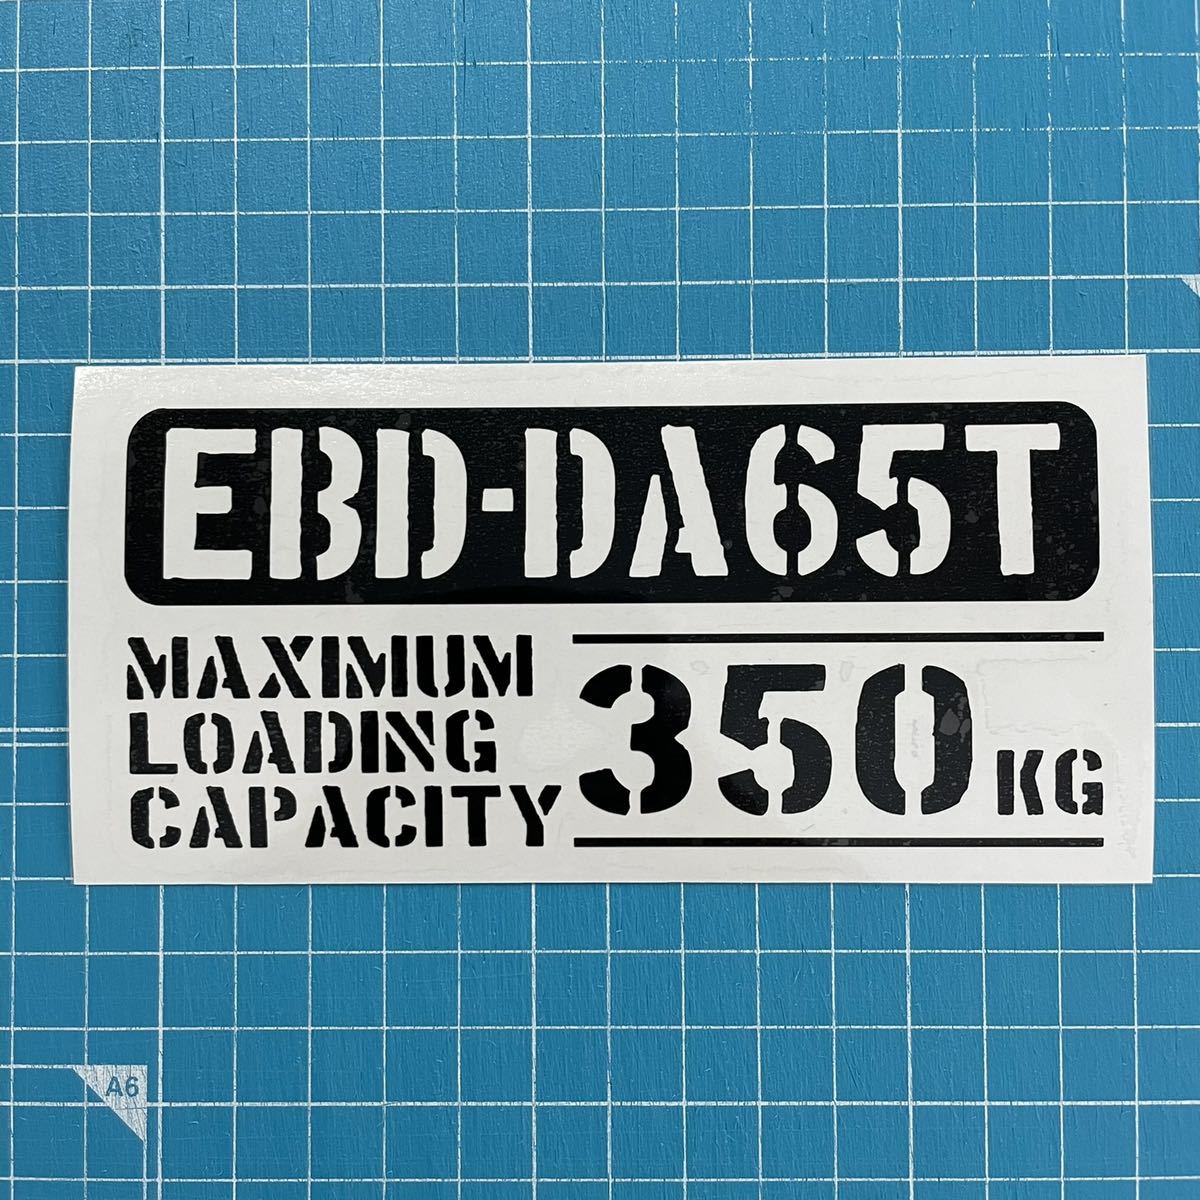 EBD-DA65T
MAXIMUM
LOADING
CAPACITY
350 KG
A6